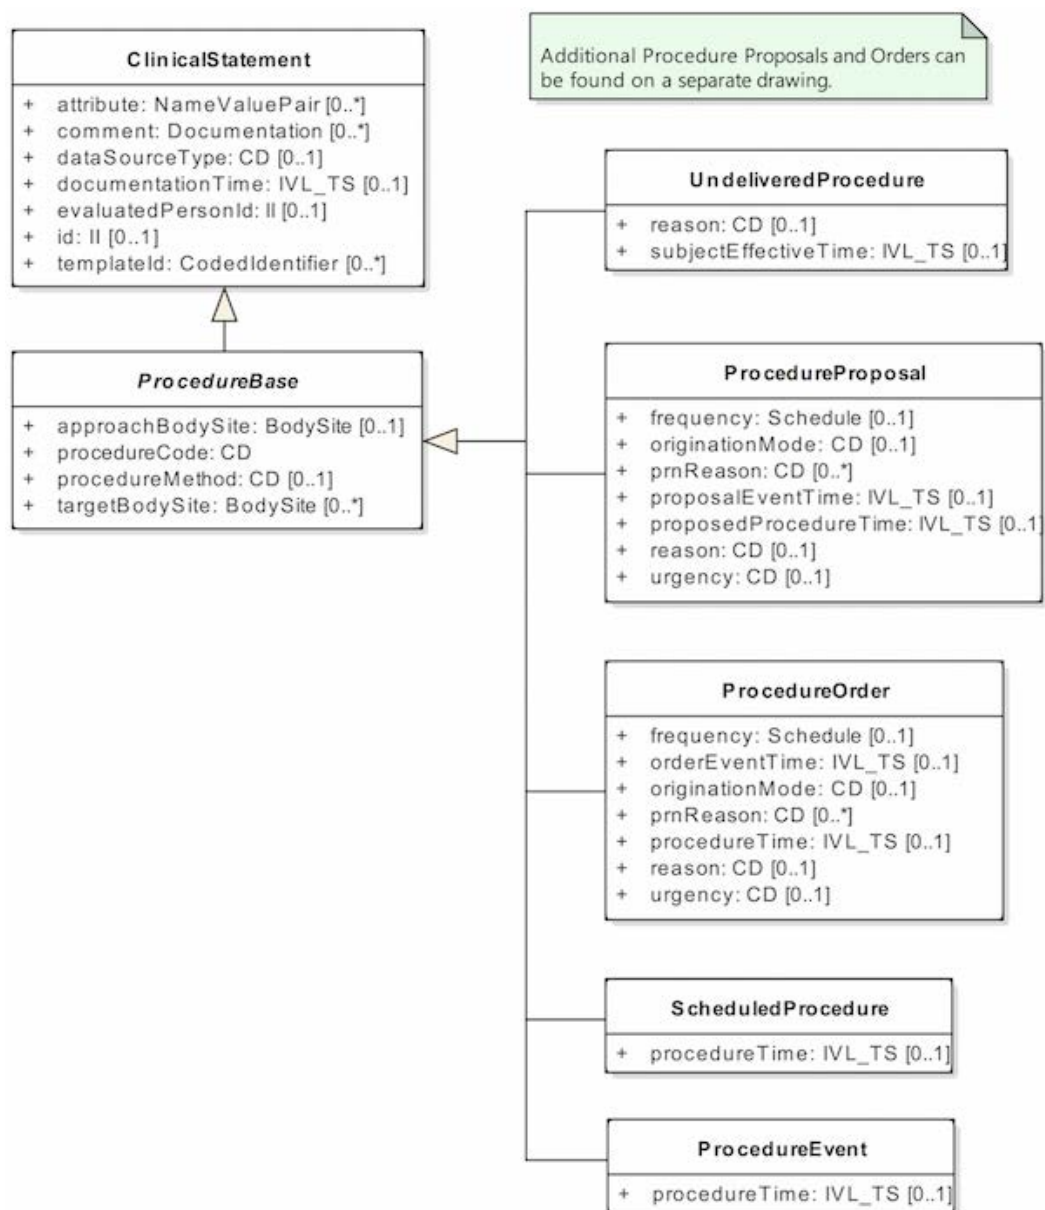 ClinicalStatement
+ attribute: NameValuePair [0..*]
+ comment: Documentation [0..*]
+ dataSourceType: CD [0..1]
+ documentationTime: IVL_TS [0..1]
+ evaluatedPersonId: II [0..1]
+ id: II [0..1]
+ templateId: CodedIdentifier [0..*]
Additional Procedure Proposals and Orders can
be found on a separate drawing.
ProcedureBase
+ approachBodySite: BodySite [0..1]
+ procedureCode: CD
+ procedureMethod: CD [0..1]
+ targetBodySite: BodySite [0..*]
UndeliveredProcedure
+ reason: CD [0..1]
+ subjectEffectiveTime: IVL_TS [0..1]
ProcedureProposal
+ frequency: Schedule [0..1]
+ originationMode: CD [0..1]
+ prnReason: CD [0..*]
+ proposalEventTime: IVL_TS [0..1]
+ proposedProcedureTime: IVL_TS [0..1]
+ reason: CD [0..1]
+ urgency: CD [0..1]
ProcedureOrder
+ frequency: Schedule [0..1]
+ orderEventTime: IVL_TS [0..1]
+ originationMode: CD [0..1]
+ prnReason: CD [0..*]
+ procedureTime: IVL_TS [0..1]
+ reason: CD [0..1]
+ urgency: CD [0..1]
ScheduledProcedure
+ procedureTime: IVL_TS [0..1]
ProcedureEvent
+ procedureTime: IVL_TS [0..1]